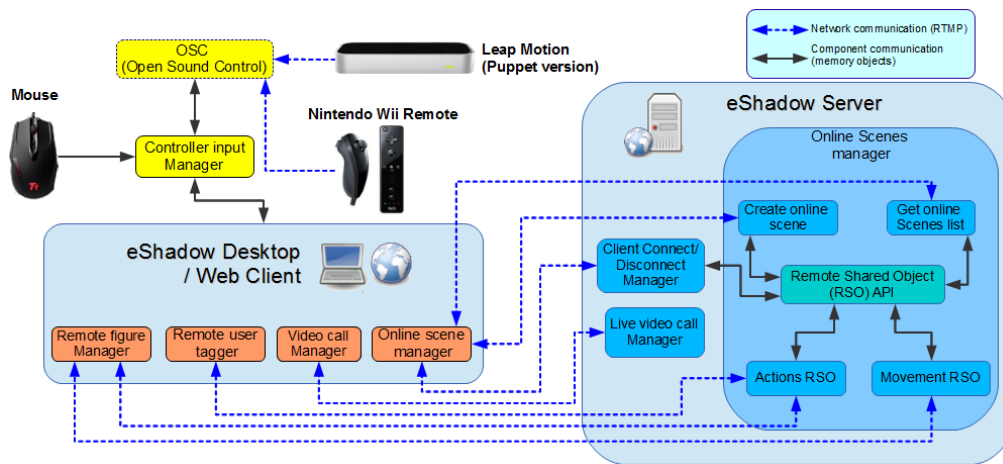 OSC
(Open Sound Control)
Leap Motion
(Puppet version)
Network communication (RTMP)
Component communication
(memory objects)
Mouse
Nintendo Wii Remote
Controller input
Manager
eShadow Server
Online Scenes
manager
Create online
scene
Get online
Scenes list
eShadow Desktop
/ Web Client
Client Connect/
Disconnect
Manager
Remote Shared Object
(RSO) API
Live video call
Manager
Remote figure
Manager
Remote user
tagger
Video call
Manager
Online scene
manager
Actions RSO
Movement RSO